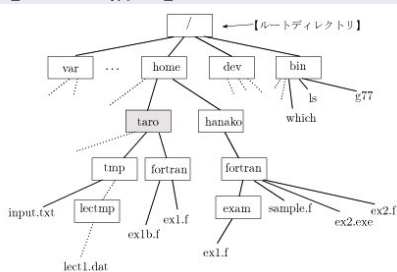 / 【ルートディレクトリ】
var … home dev bin
ls g77
which
taro hanako
tmp fortran fortran
input.txt lectmp ex1.f exam sample.f ex2.exe ex2.f
ex1b.f
ex1.f
lect1.dat